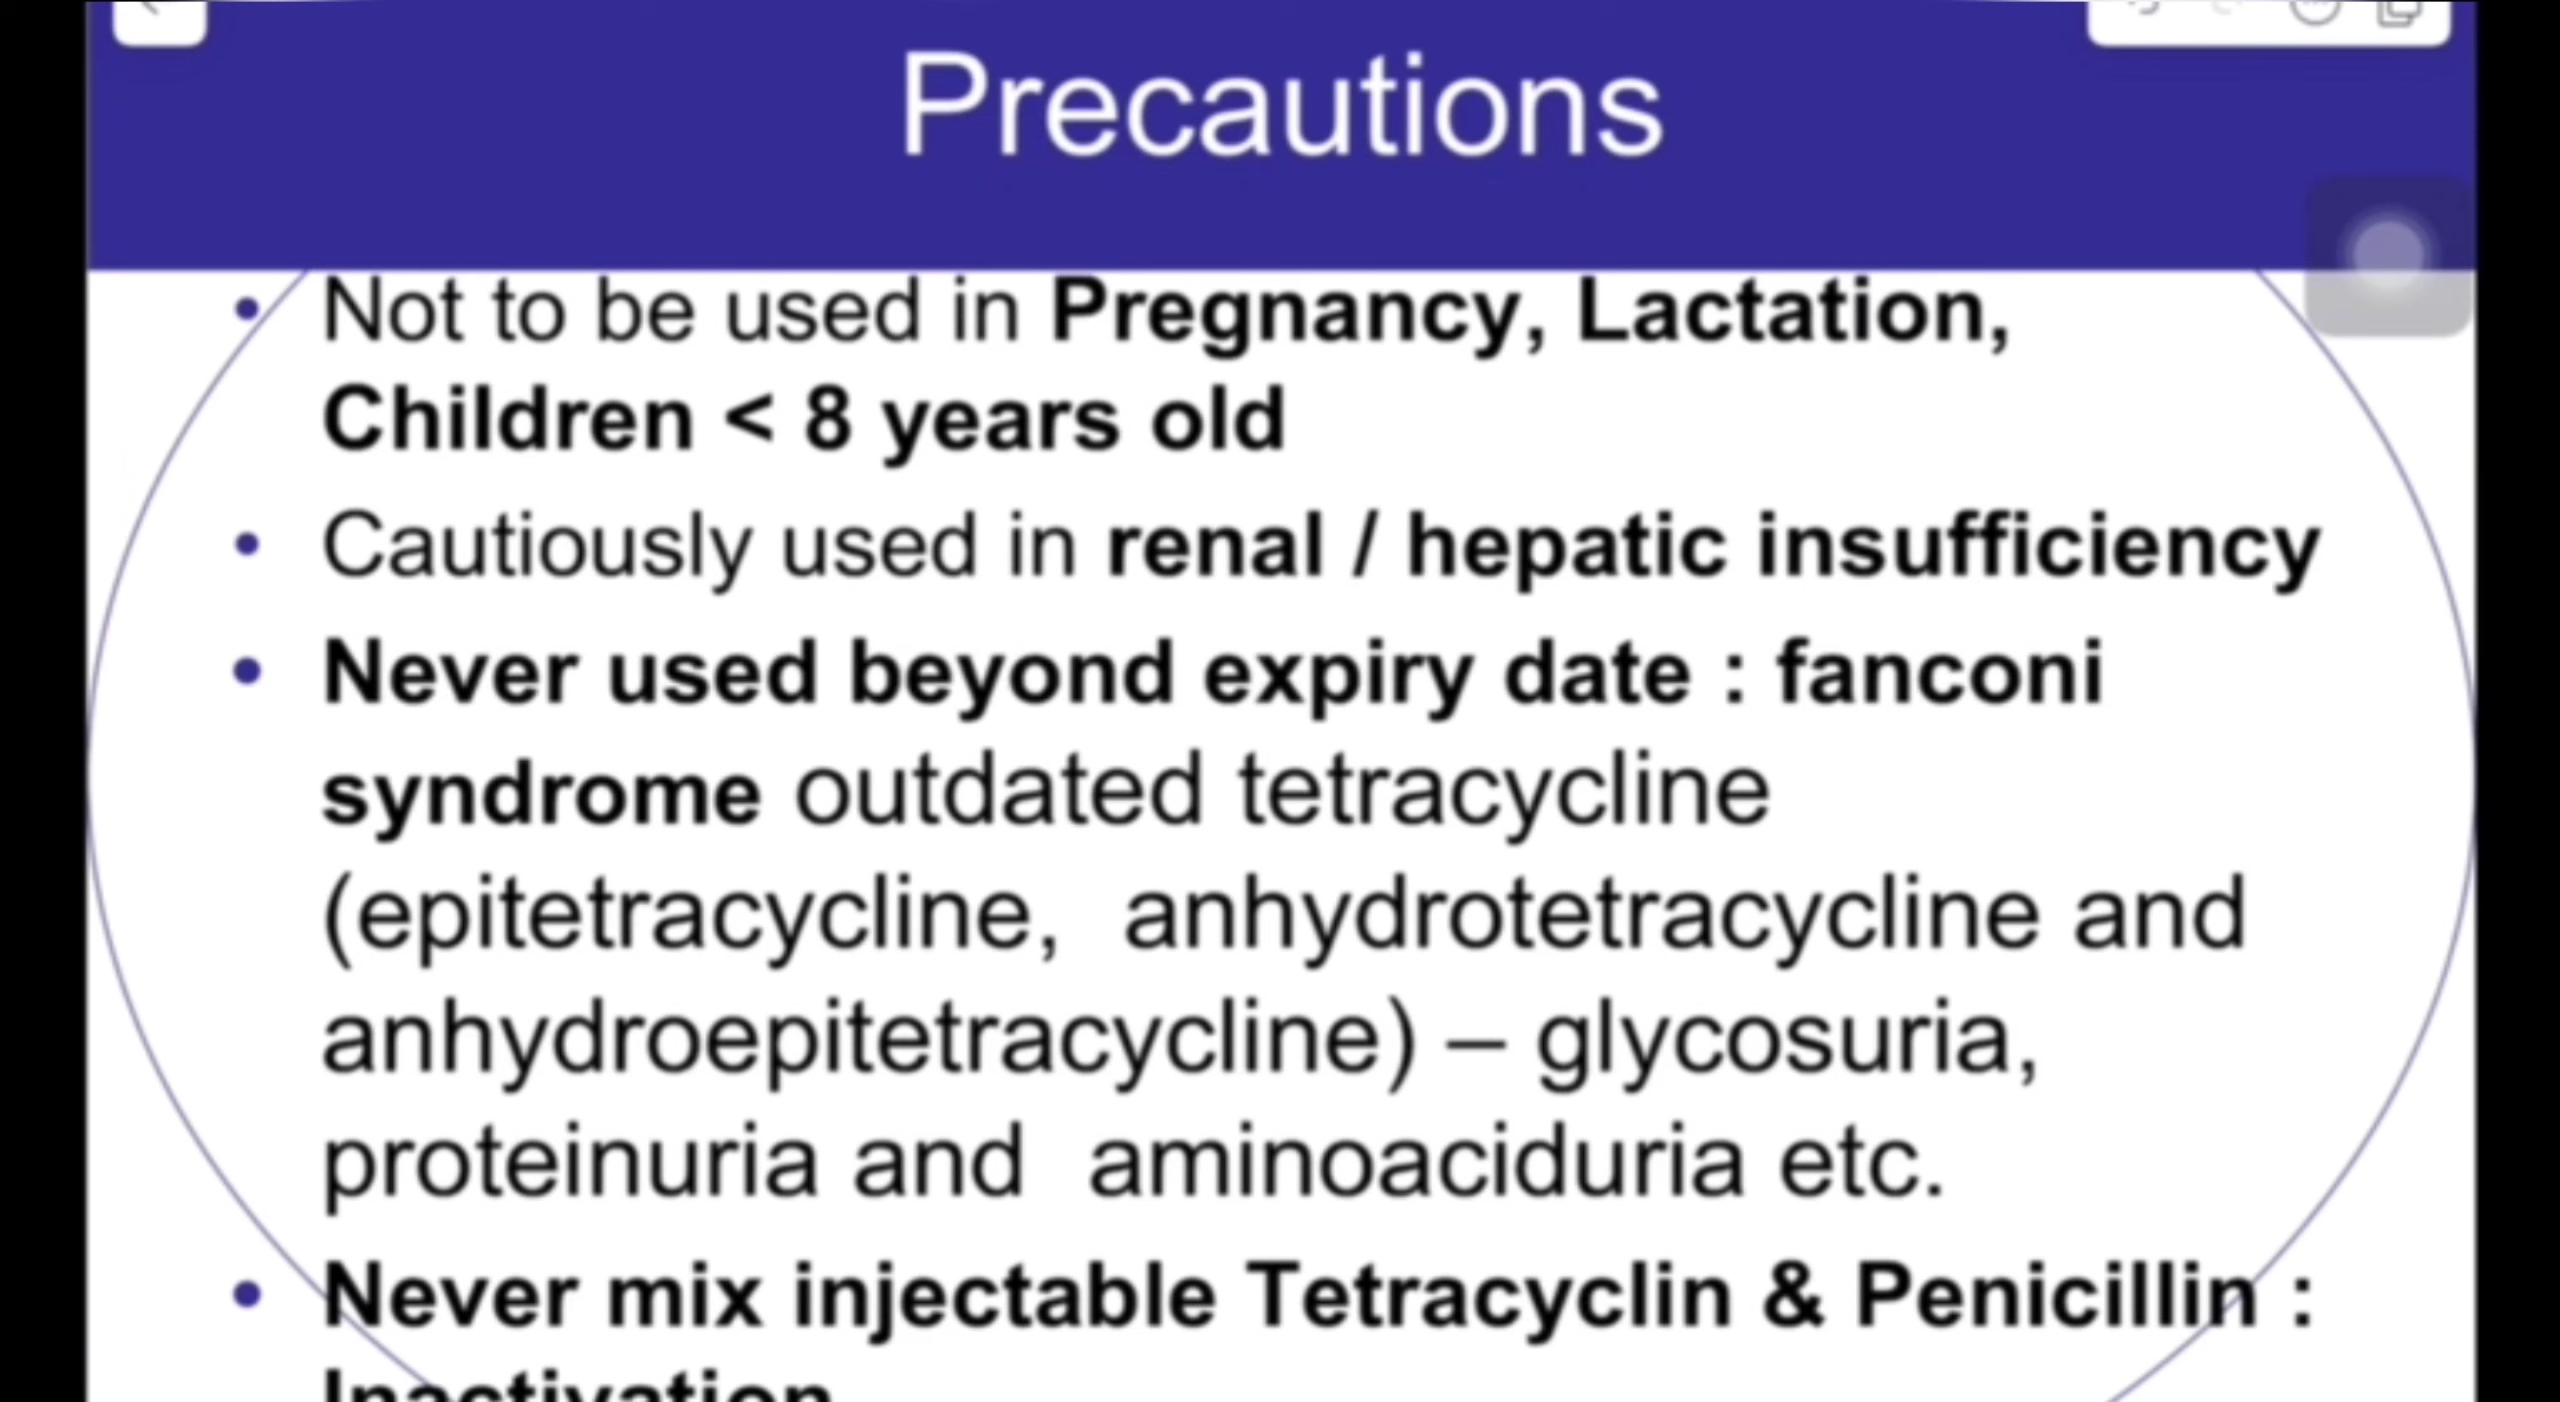 Precautions
• Not to be used in Pregnancy, Lactation,
Children < 8 years old
• Cautiously used in renal / hepatic insufficiency
• Never used beyond expiry date : fanconi
syndrome outdated tetracycline
(epitetracycline, anhydrotetracycline and
anhydroepitetracycline) – glycosuria,
proteinuria and aminoaciduria etc.
• Never mix injectable Tetracyclin & Penicillin :
Inactivation